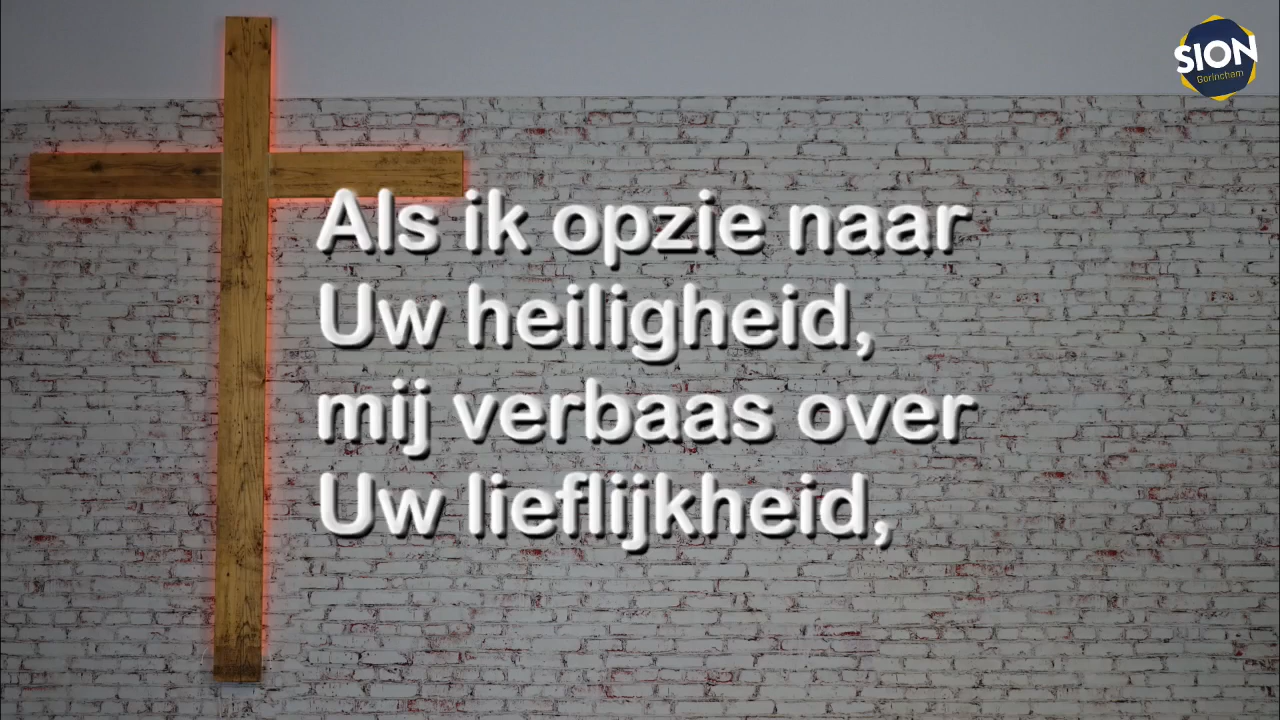 SION
Gorinchem
Als ik opzie naar
Uw heiligheid,
mij verbaas over
Uw lieflijkheid,